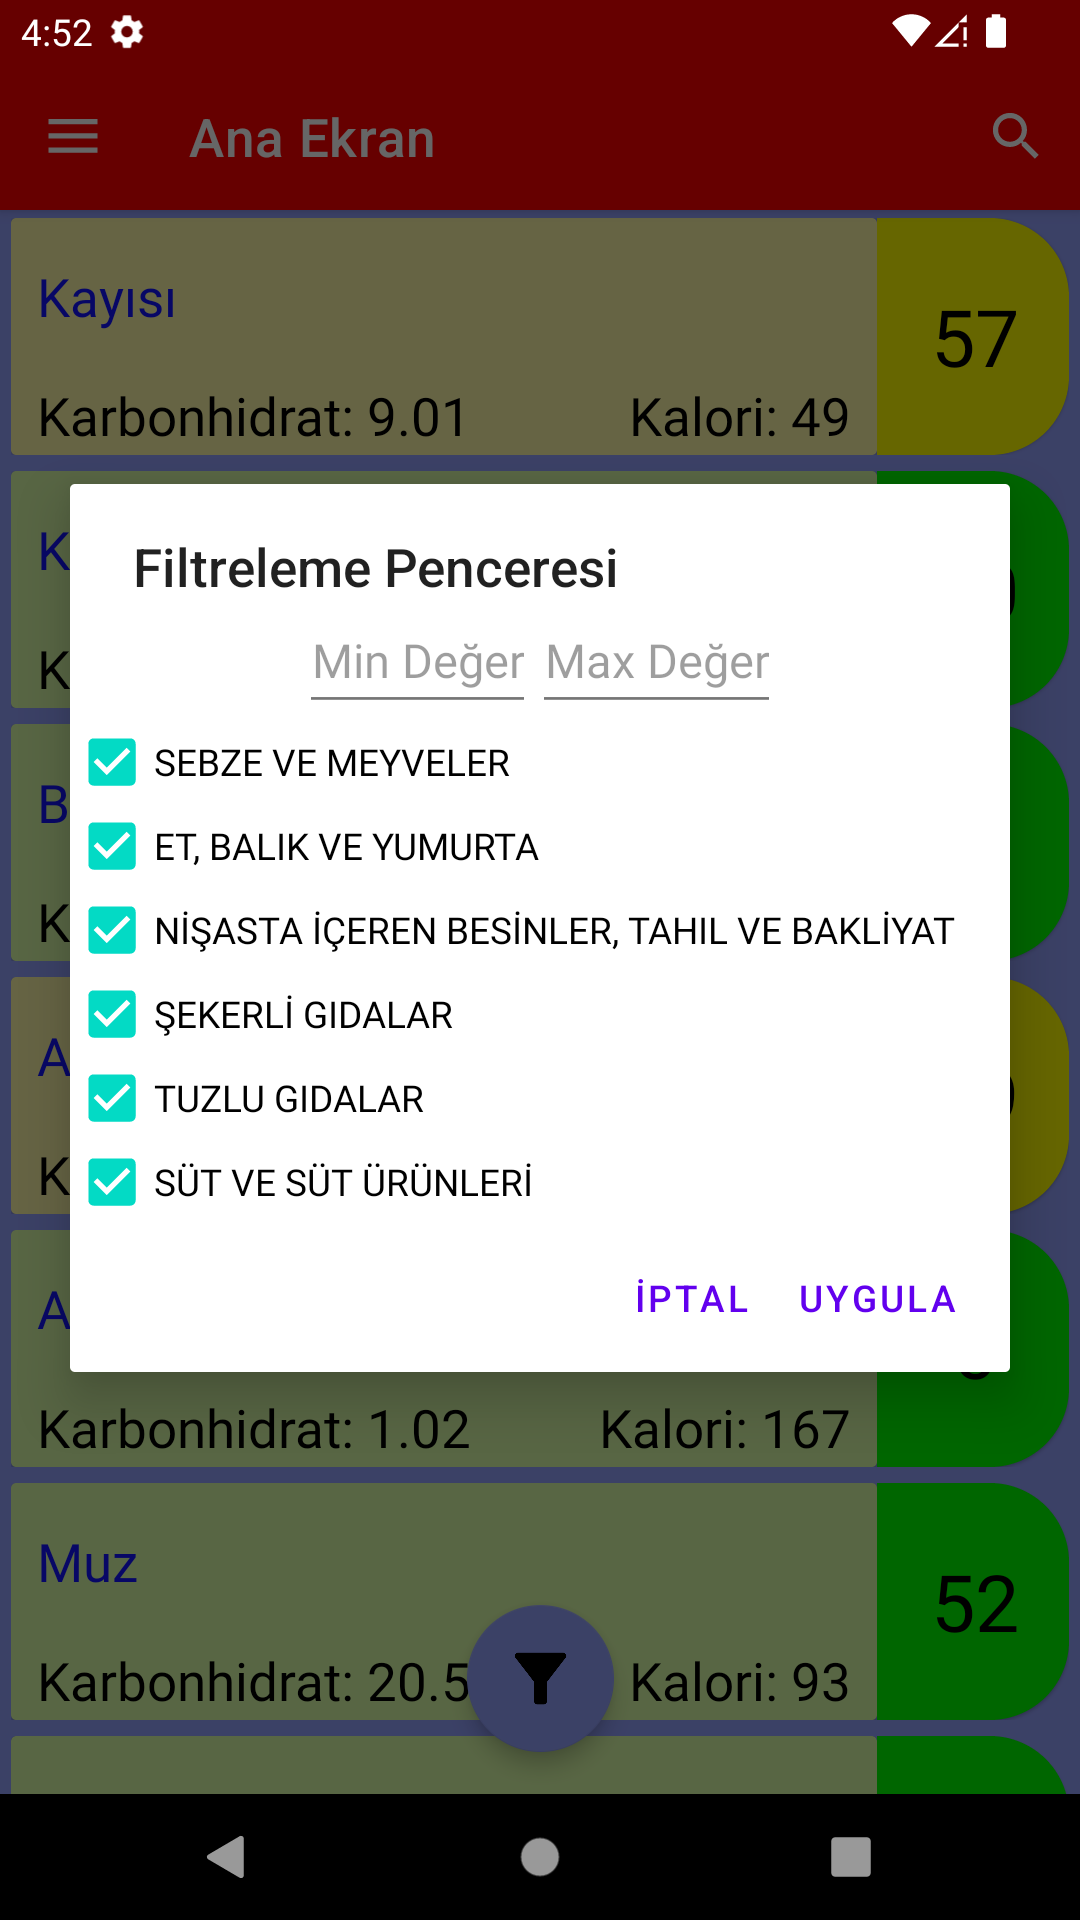 4:52
Ana Ekran
Kayısı
57
Karbonhidrat: 9.01 Kalori: 49
Filtreleme Penceresi
Min Değer Max Değer
SEBZE VE MEYVELER
ET, BALIK VE YUMURTA
NİŞASTA İÇEREN BESİNLER, TAHIL VE BAKLİYAT
ŞEKERLİ GIDALAR
TUZLU GIDALAR
SÜT VE SÜT ÜRÜNLERİ
İPTAL UYGULA
Karbonhidrat: 1.02 Kalori: 167
Muz
52
Karbonhidrat: 20.5 Kalori: 93